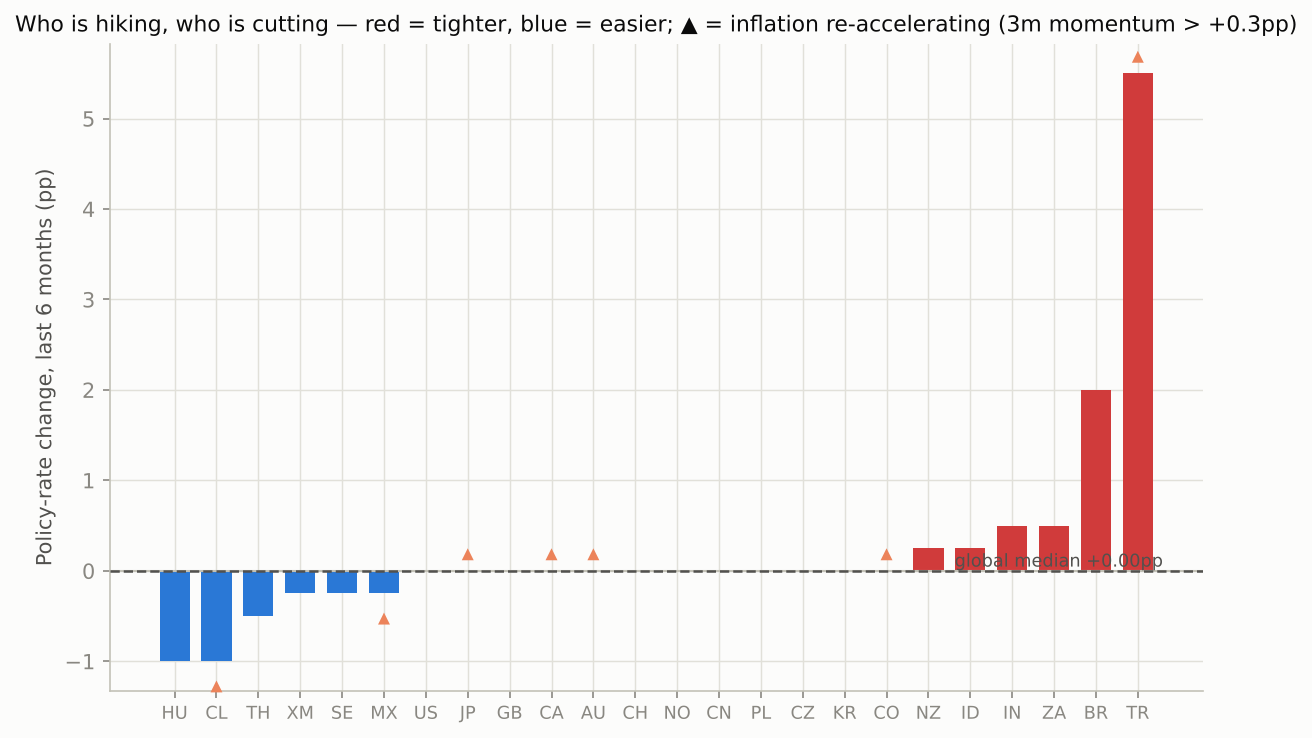 Who is hiking, who is cutting — red = tighter, blue = easier; ▲ = inflation re-accelerating (3m momentum > +0.3pp)
Policy-rate change, last 6 months (pp)
5
4
3
2
1
0
−1
global median +0.00pp
HU CL TH XM SE MX US JP GB CA AU CH NO CN PL CZ KR CO NZ ID IN ZA BR TR